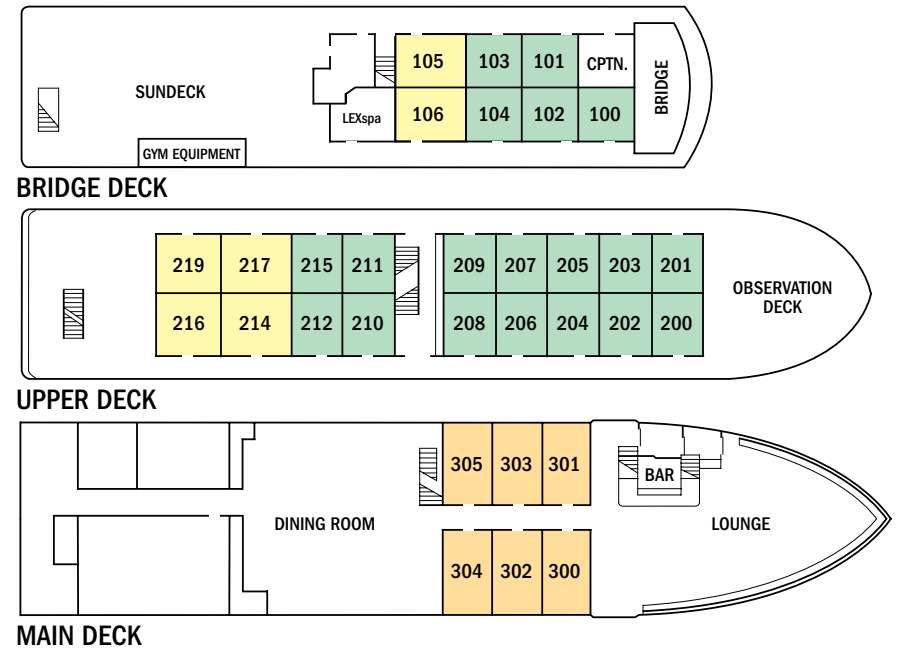 105
103
101
CPTN.
SUNDECK
BRIDGE
LEXspa
106
104
102
100
GYM EQUIPMENT
BRIDGE DECK
219
217
215
211
209
207
205
203
201
OBSERVATION
DECK
216
214
212
210
208
206
204
202
200
UPPER DECK
305
303
301
BAR
DINING ROOM
LOUNGE
304
302
300
MAIN DECK